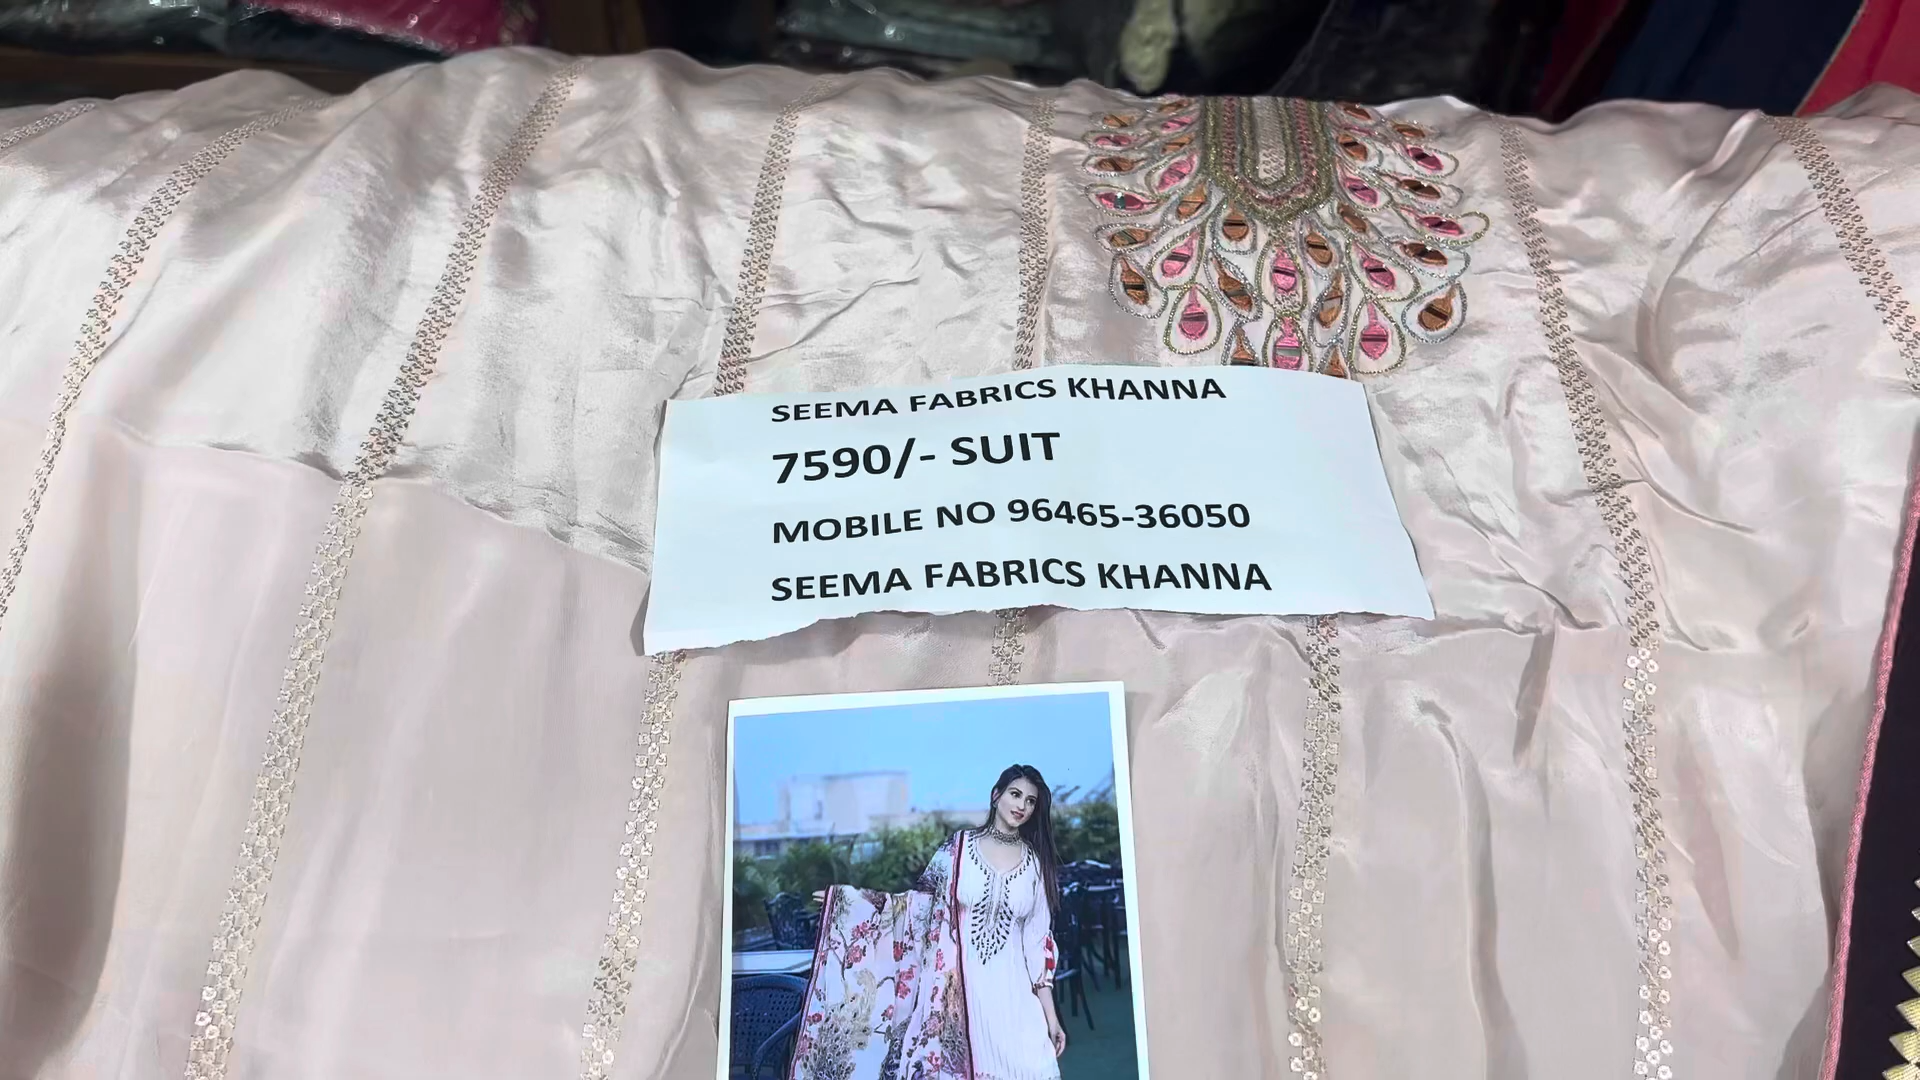 SEEMA FABRICS KHANNA
7590/- SUIT
MOBILE NO 96465-36050
SEEMA FABRICS KHANNA